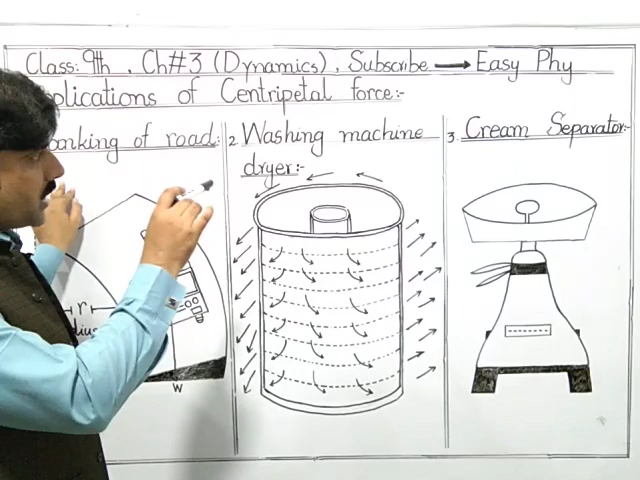 Class: 9th, Ch#3 (Dynamics), Subscribe → Easy Phy
plications of Centripetal force:-
anking of road:
2. Washing machine
dryer:-
3. Cream Separator:-
r
dius
W